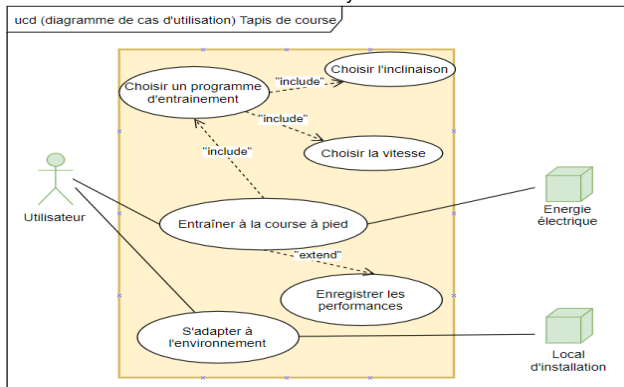 ucd (diagramme de cas d'utilisation) Tapis de course
Choisir l'inclinaison
Choisir un programme
d'entrainement
"include"
"include"
Choisir la vitesse
"include"
Utilisateur
Entraîner à la course à pied
Energie
électrique
"extend"
Enregistrer les
performances
S'adapter à
l'environnement
Local
d'installation